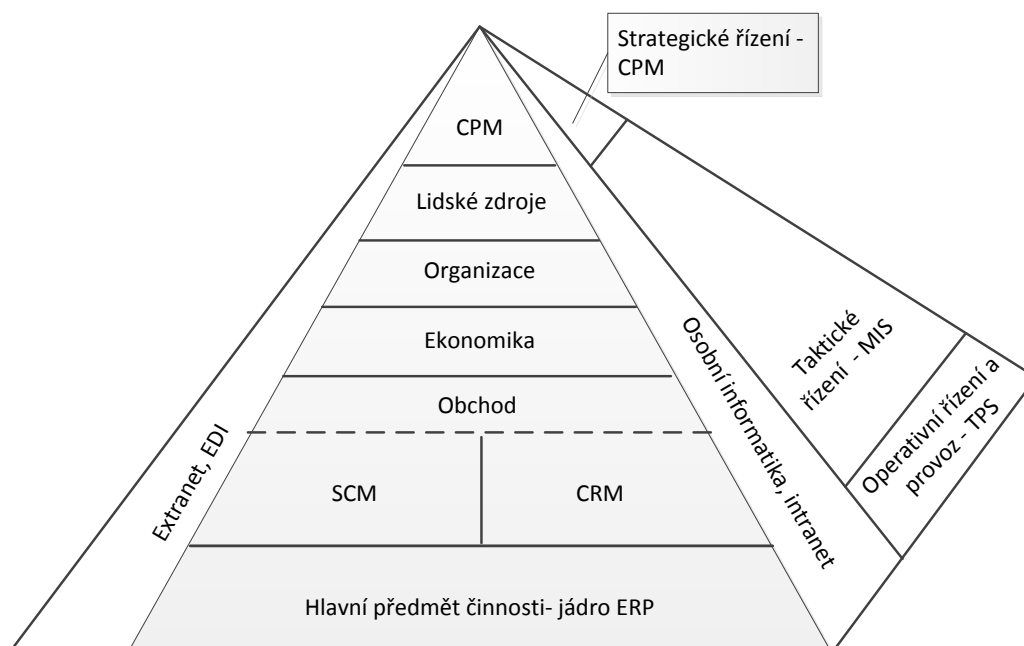 Strategické řízení -
CPM
CPM
Lidské zdroje
Organizace
Ekonomika
Obchod
SCM
CRM
Hlavní předmět činnosti- jádro ERP
Extranet, EDI
Osobní informatika, intranet
Taktické
řízení - MIS
Operativní řízení a
provoz - TPS